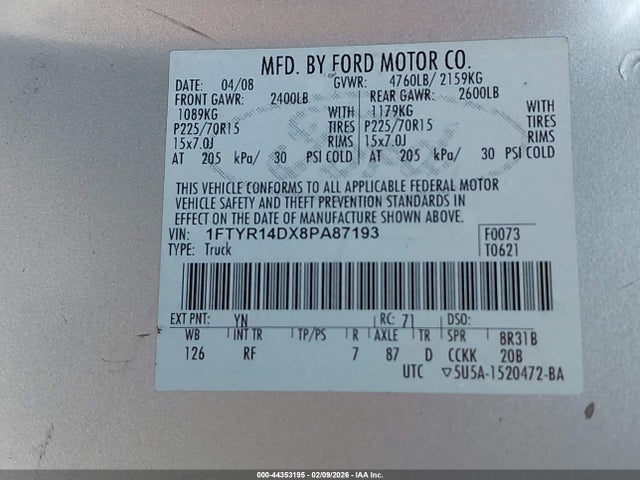 MFD. BY FORD MOTOR CO.
DATE: 04/08 GVWR: 4760LB/ 2159KG
FRONT GAWR: 2400LB REAR GAWR: 2600LB
1089KG WITH 1179KG WITH
P225/70R15 TIRES P225/70R15 TIRES
15x7.0J RIMS 15x7.0J RIMS
AT 205 kPa/ 30 PSI COLD AT 205 kPa/ 30 PSI COLD
THIS VEHICLE CONFORMS TO ALL APPLICABLE FEDERAL MOTOR
VEHICLE SAFETY AND THEFT PREVENTION STANDARDS
IN EFFECT ON THE DATE OF MANUFACTURE SHOWN ABOVE.
VIN: 1FTYR14DX8PA87193 F0073
TYPE: Truck T0621
EXT PNT: YN RC: 71 DSO:
WB INT TR TP/PS R AXLE TR SPR 8R31B
126 RF 7 87 D CCKK 20B
UTC ▽5U5A-1520472-BA
000-44353195 - 02/09/2026 - IAA Inc.